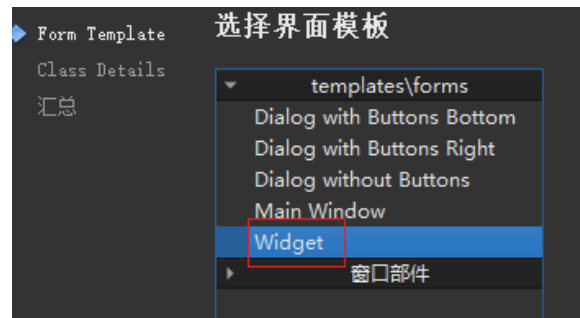 Form Template
Class Details
汇总
选择界面模板
templates\forms
Dialog with Buttons Bottom
Dialog with Buttons Right
Dialog without Buttons
Main Window
Widget
窗口部件